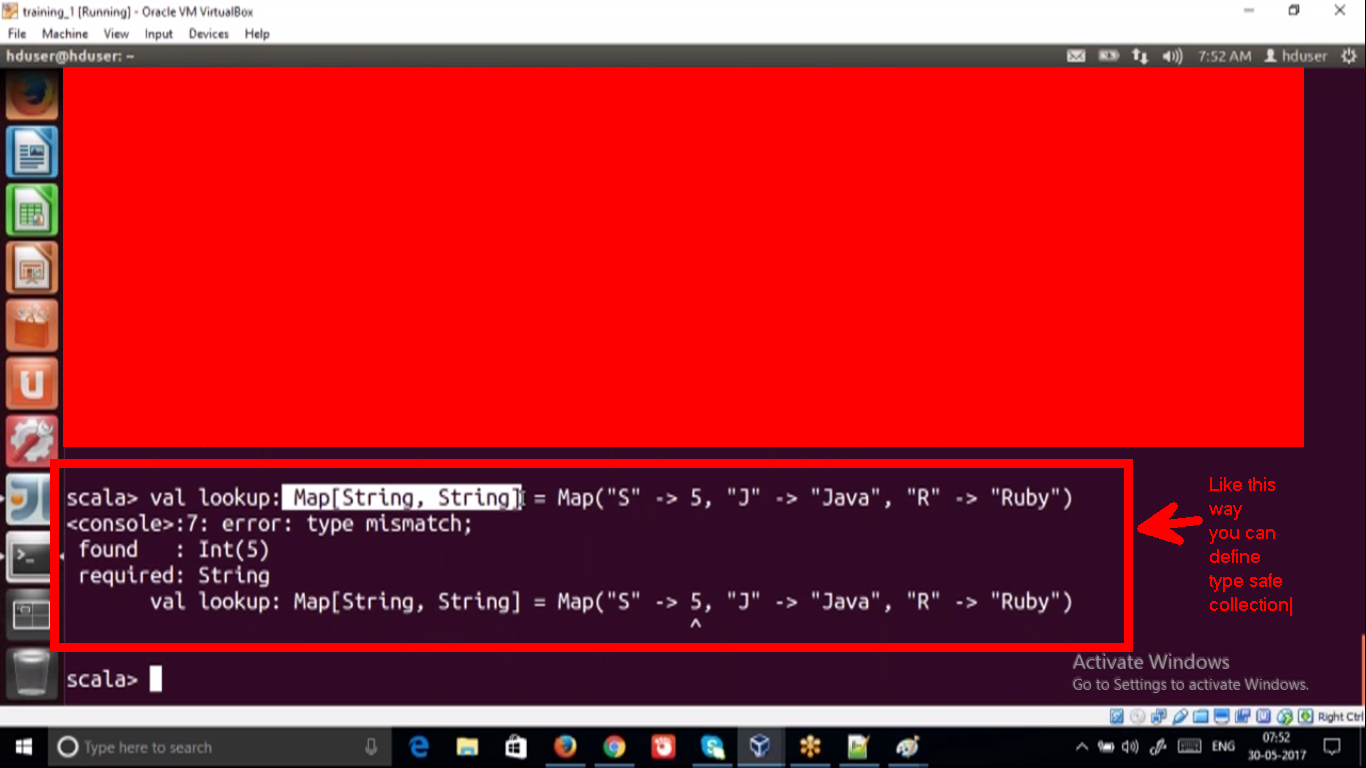 training_1 [Running] - Oracle VM VirtualBox
File Machine View Input Devices Help
hduser@hduser: ~
7:52 AM hduser
scala> val lookup: Map[String, String] = Map("S" -> 5, "J" -> "Java", "R" -> "Ruby")
<console>:7: error: type mismatch;
found   : Int(5)
required: String
val lookup: Map[String, String] = Map("S" -> 5, "J" -> "Java", "R" -> "Ruby")
^
scala>
Like this
way
you can
define
type safe
collection
Activate Windows
Go to Settings to activate Windows.
Right Ctrl
Type here to search
ENG
07:52
30-05-2017